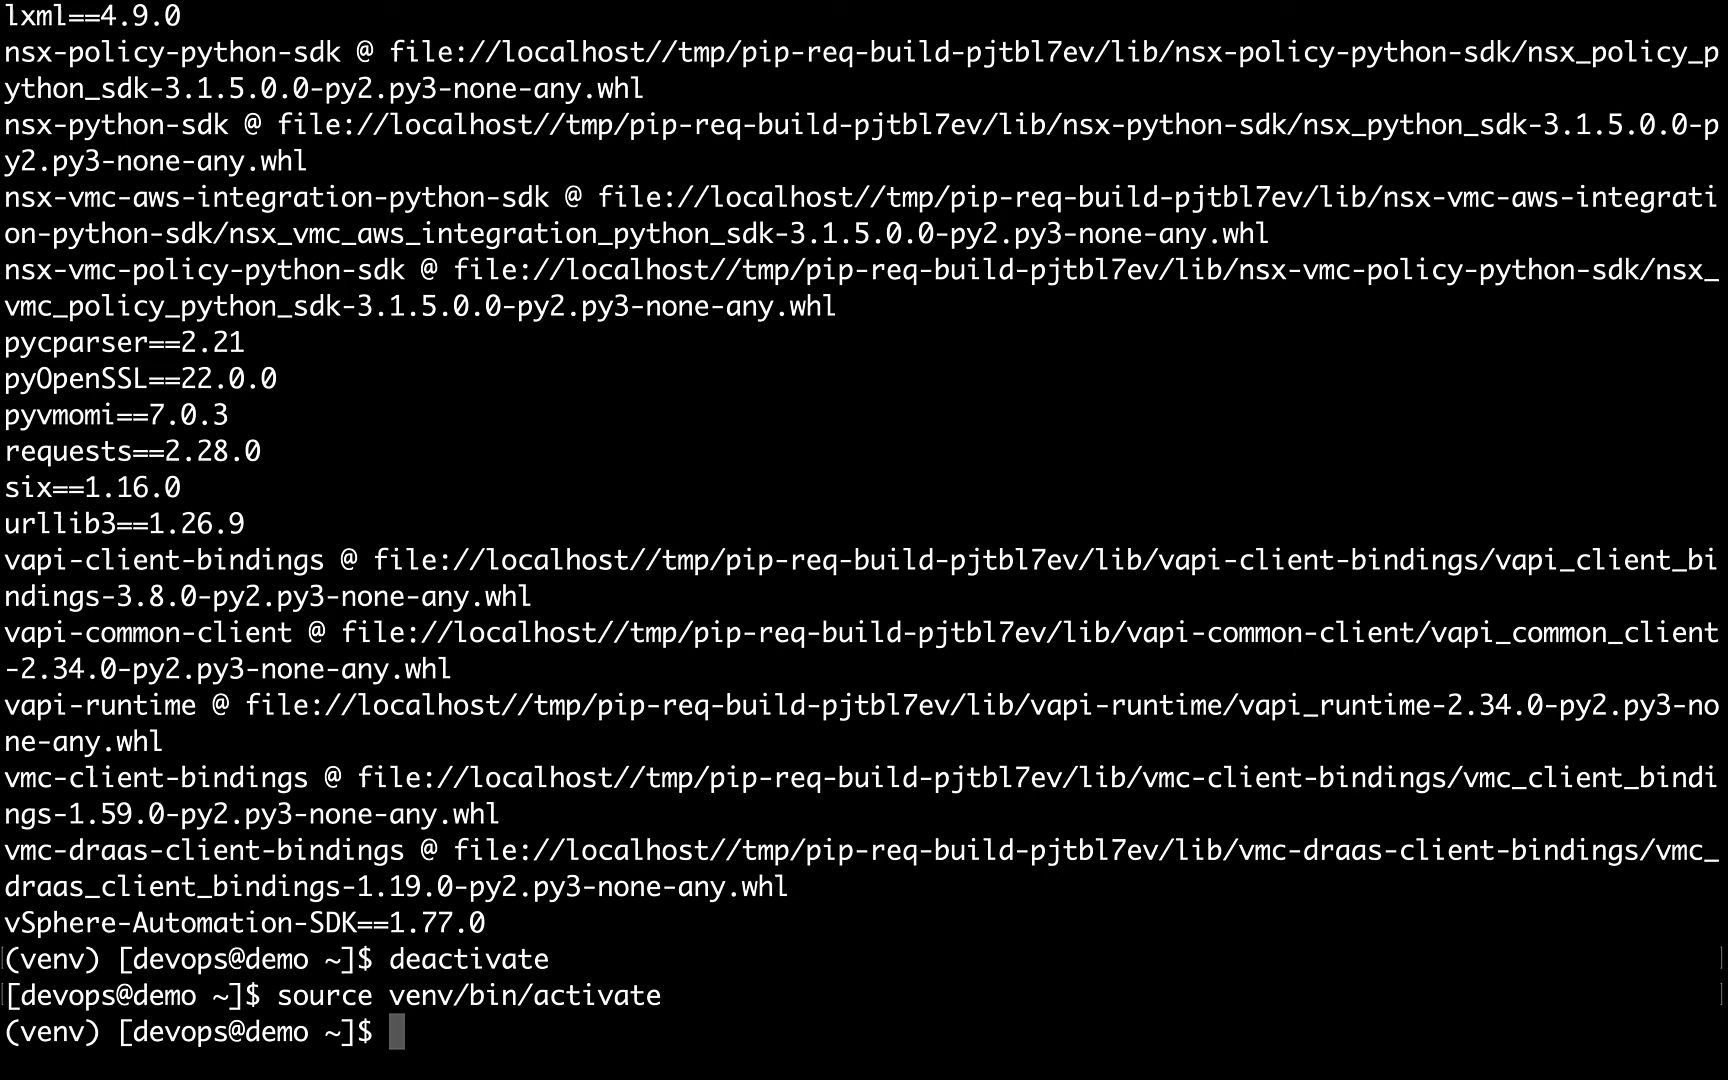 lxml==4.9.0
nsx-policy-python-sdk @ file://localhost//tmp/pip-req-build-pjtbl7ev/lib/nsx-policy-python-sdk/nsx_policy_p
ython_sdk-3.1.5.0.0-py2.py3-none-any.whl
nsx-python-sdk @ file://localhost//tmp/pip-req-build-pjtbl7ev/lib/nsx-python-sdk/nsx_python_sdk-3.1.5.0.0-p
y2.py3-none-any.whl
nsx-vmc-aws-integration-python-sdk @ file://localhost//tmp/pip-req-build-pjtbl7ev/lib/nsx-vmc-aws-integrati
on-python-sdk/nsx_vmc_aws_integration_python_sdk-3.1.5.0.0-py2.py3-none-any.whl
nsx-vmc-policy-python-sdk @ file://localhost//tmp/pip-req-build-pjtbl7ev/lib/nsx-vmc-policy-python-sdk/nsx_
vmc_policy_python_sdk-3.1.5.0.0-py2.py3-none-any.whl
pycparser==2.21
pyOpenSSL==22.0.0
pyvmomi==7.0.3
requests==2.28.0
six==1.16.0
urllib3==1.26.9
vapi-client-bindings @ file://localhost//tmp/pip-req-build-pjtbl7ev/lib/vapi-client-bindings/vapi_client_bi
ndings-3.8.0-py2.py3-none-any.whl
vapi-common-client @ file://localhost//tmp/pip-req-build-pjtbl7ev/lib/vapi-common-client/vapi_common_client
-2.34.0-py2.py3-none-any.whl
vapi-runtime @ file://localhost//tmp/pip-req-build-pjtbl7ev/lib/vapi-runtime/vapi_runtime-2.34.0-py2.py3-no
ne-any.whl
vmc-client-bindings @ file://localhost//tmp/pip-req-build-pjtbl7ev/lib/vmc-client-bindings/vmc_client_bindi
ngs-1.59.0-py2.py3-none-any.whl
vmc-draas-client-bindings @ file://localhost//tmp/pip-req-build-pjtbl7ev/lib/vmc-draas-client-bindings/vmc_
draas_client_bindings-1.19.0-py2.py3-none-any.whl
vSphere-Automation-SDK==1.77.0
(venv) [devops@demo ~]$ deactivate
[devops@demo ~]$ source venv/bin/activate
(venv) [devops@demo ~]$